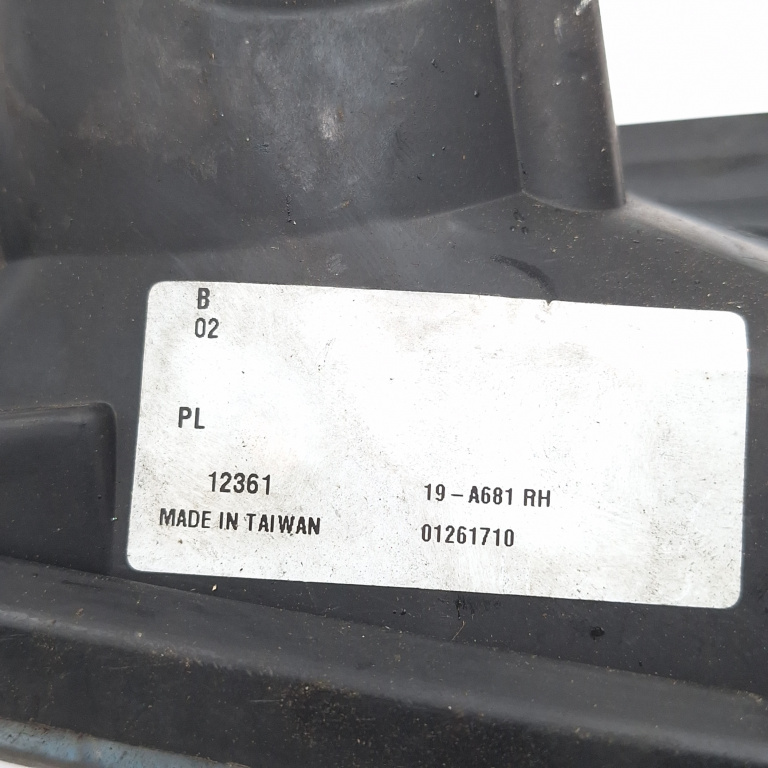 B
02
PL
12361
19-A681 RH
MADE IN TAIWAN
01261710